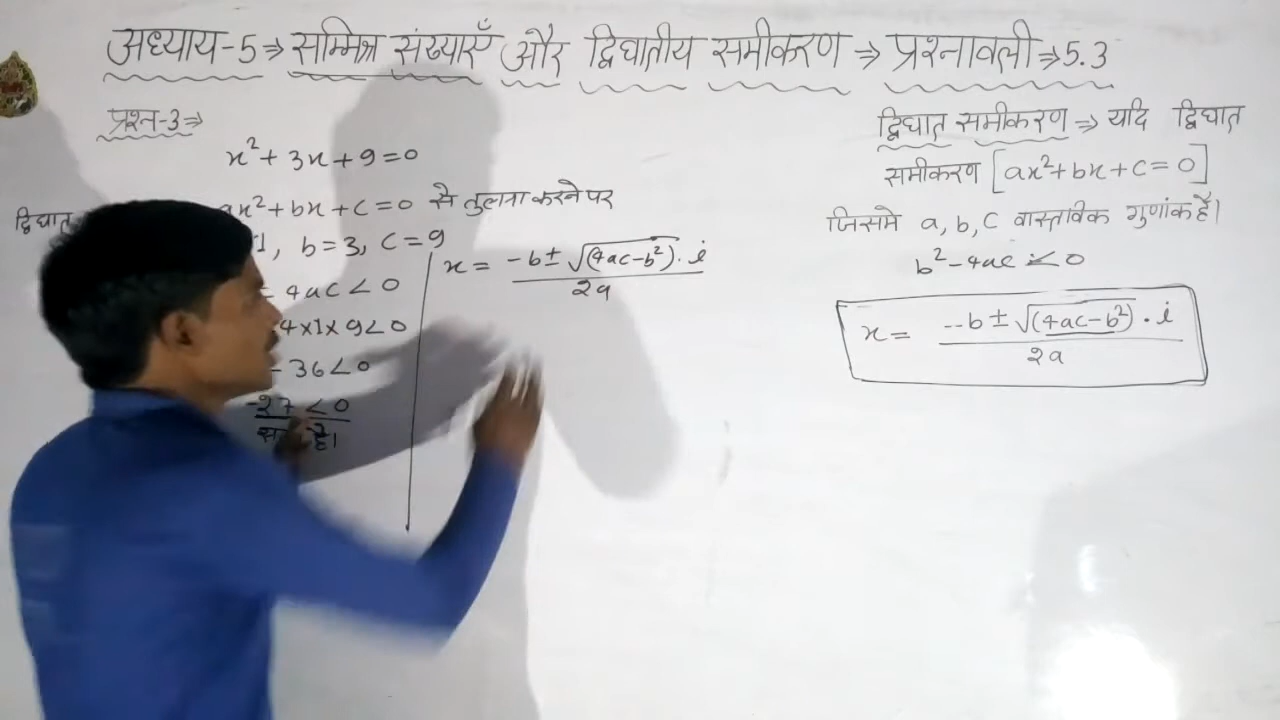 अध्याय-5⇒ सम्मिश्र संख्याएँ और द्विघातीय समीकरण ⇒ प्रश्नावली⇒5.3
प्रश्न-3⇒
x²+3x+9=0
द्विघात
ax²+bx+c=0 से तुलना करने पर
1, b=3, c=9
4ac<0
4×1×9<0
-36<0
-27<0
है।
x = -b±√(4ac-b²).i
2a
द्विघात समीकरण ⇒ यदि द्विघात
समीकरण [ax²+bx+c=0]
जिसमे a, b, c वास्तविक गुणांक है।
b²-4ac<0
x = -b±√(4ac-b²).i
2a